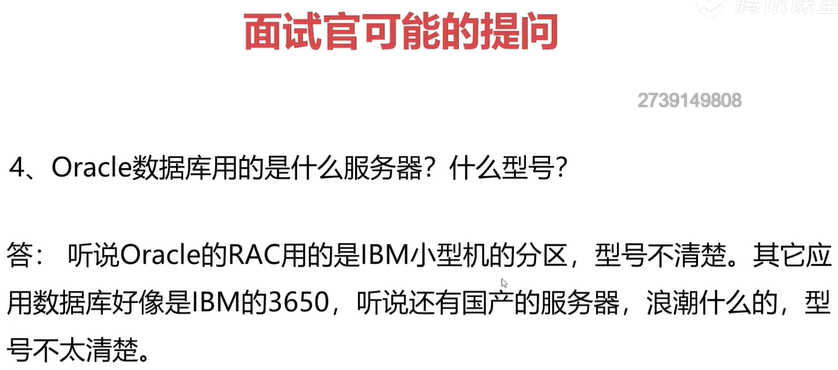 面试官可能的提问
2739149808
4、Oracle数据库用的是什么服务器？什么型号？
答： 听说Oracle的RAC用的是IBM小型机的分区，型号不清楚。其它应
用数据库好像是IBM的3650，听说还有国产的服务器，浪潮什么的，型
号不太清楚。